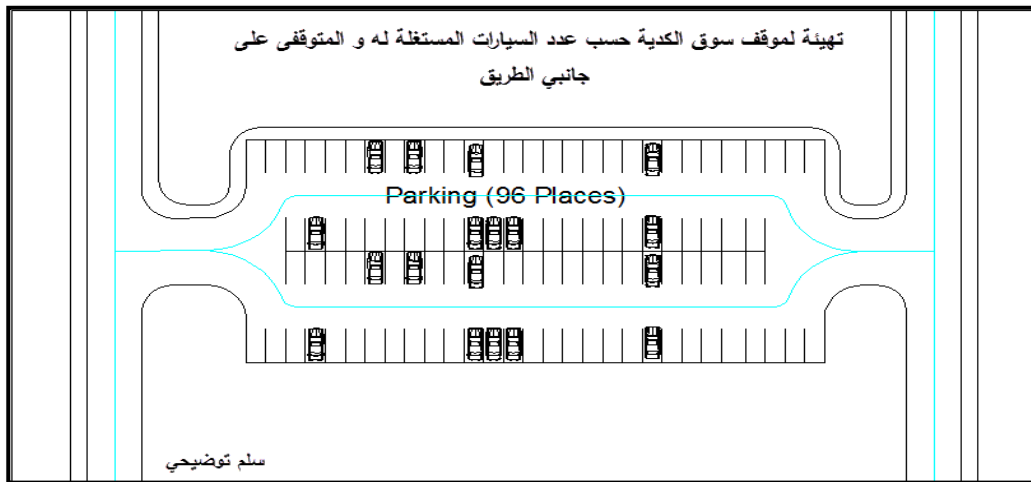 تهيئة لموقف سوق الكدية حسب عدد السيارات المستغلة له و المتوقفى على
جانبي الطريق
Parking (96 Places)
سلم توضيحي